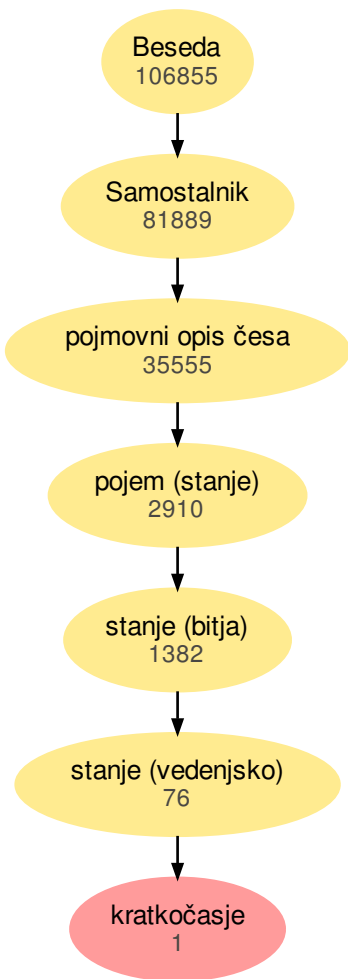 Beseda
106855
Samostalnik
81889
pojmovni opis česa
35555
pojem (stanje)
2910
stanje (bitja)
1382
stanje (vedenjsko)
76
kratkočasje
1